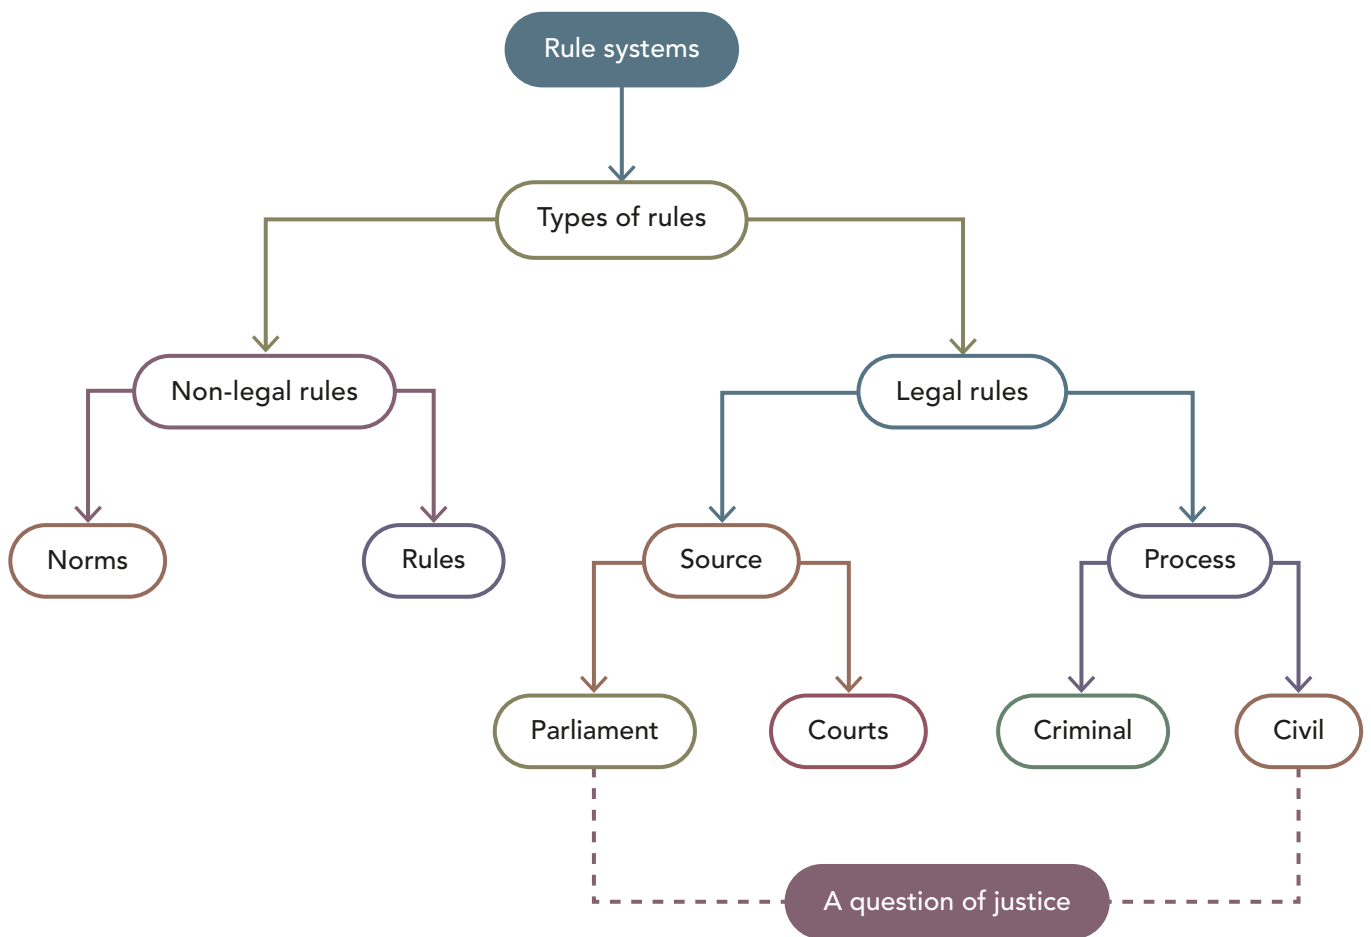 Rule systems
Types of rules
Non-legal rules
Legal rules
Norms
Rules
Source
Process
Parliament
Courts
Criminal
Civil
A question of justice